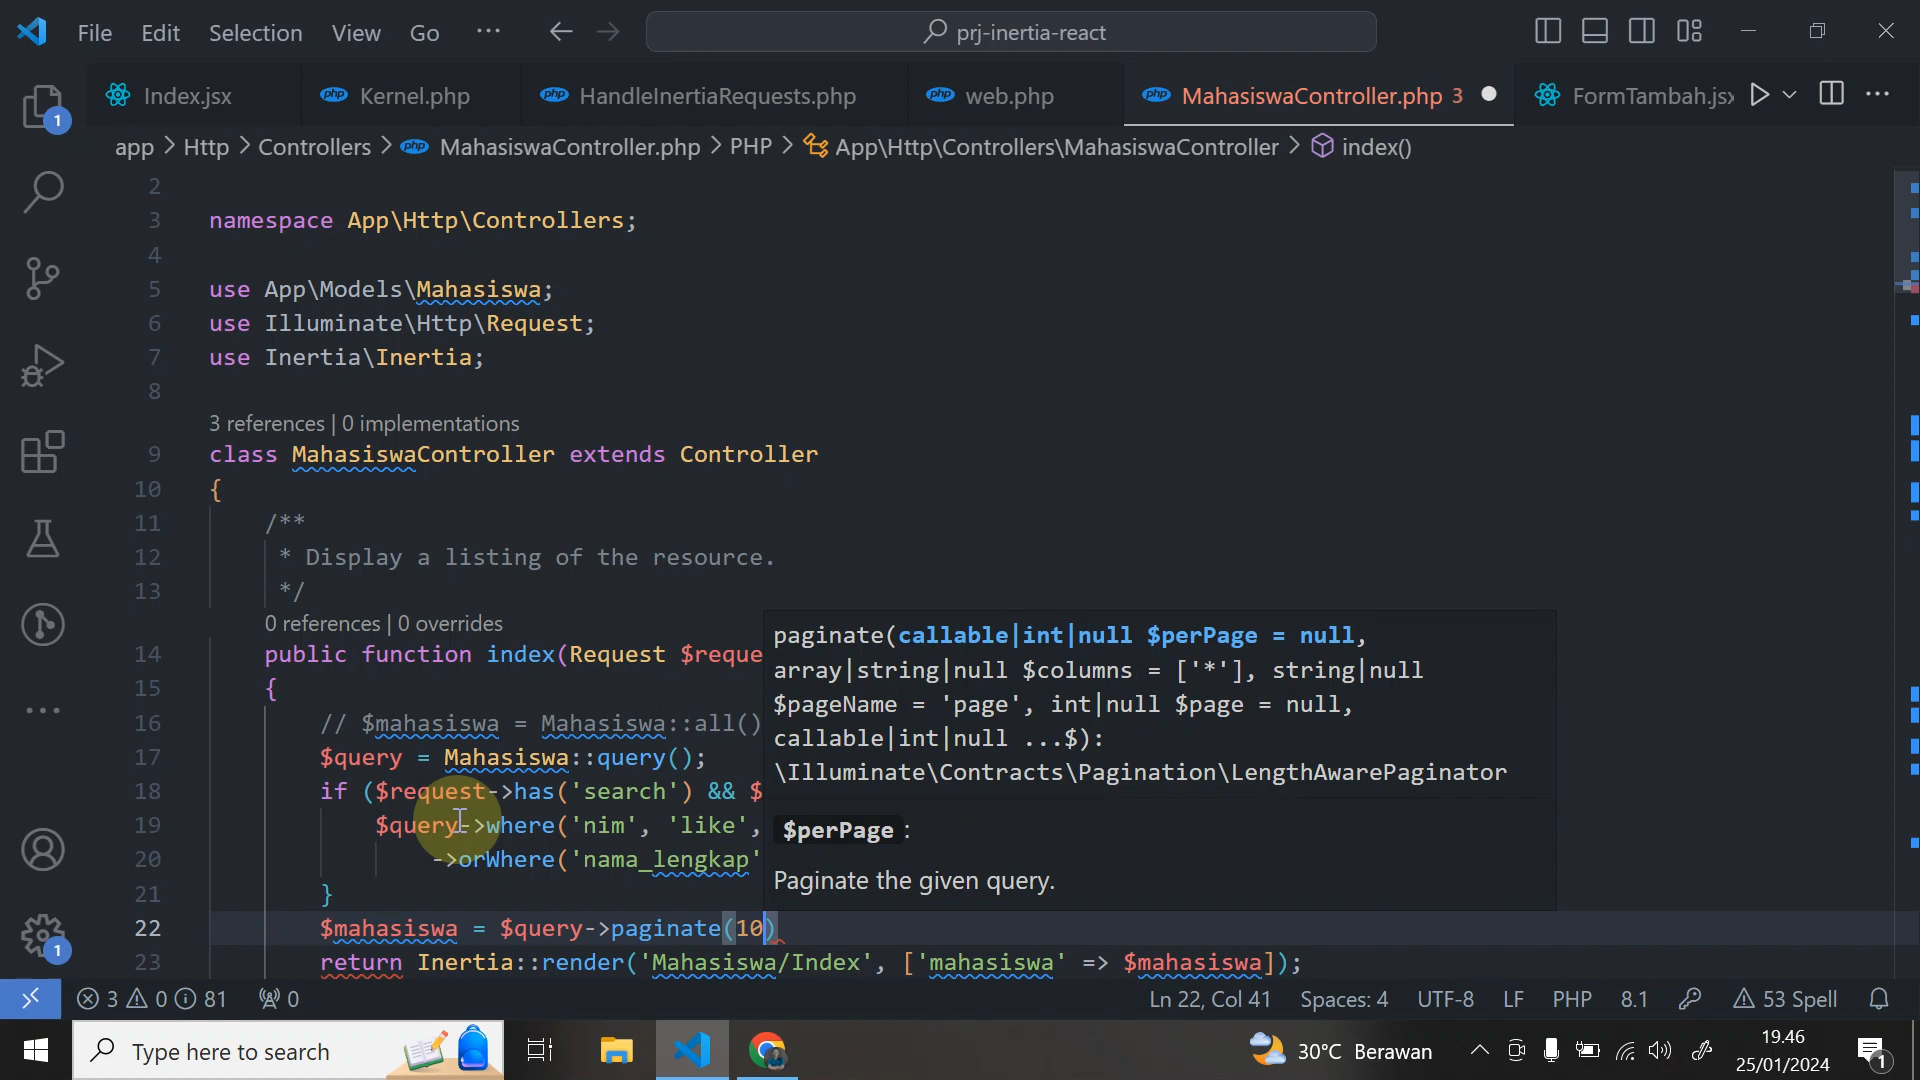 File Edit Selection View Go ··· prj-inertia-react
Index.jsx Kernel.php HandleInertiaRequests.php web.php MahasiswaController.php 3 FormTambah.jsx
app > Http > Controllers > MahasiswaController.php > PHP > App\Http\Controllers\MahasiswaController > index()
2
3 namespace App\Http\Controllers;
4
5 use App\Models\Mahasiswa;
6 use Illuminate\Http\Request;
7 use Inertia\Inertia;
8
3 references | 0 implementations
9 class MahasiswaController extends Controller
10 {
11 /**
12 * Display a listing of the resource.
13 */
0 references | 0 overrides
14 public function index(Request $reque
15 {
16 // $mahasiswa = Mahasiswa::all()
17 $query = Mahasiswa::query();
18 if ($request->has('search') && $
19 $query->where('nim', 'like',
20 ->orWhere('nama_lengkap'
21 }
22 $mahasiswa = $query->paginate(10)
23 return Inertia::render('Mahasiswa/Index', ['mahasiswa' => $mahasiswa]);
paginate(callable|int|null $perPage = null,
array|string|null $columns = ['*'], string|null
$pageName = 'page', int|null $page = null,
callable|int|null ...$):
\Illuminate\Contracts\Pagination\LengthAwarePaginator
$perPage:
Paginate the given query.
1
1
3 0 81 0 Ln 22, Col 41 Spaces: 4 UTF-8 LF PHP 8.1 53 Spell
Type here to search 30°C Berawan 19.46
25/01/2024 1